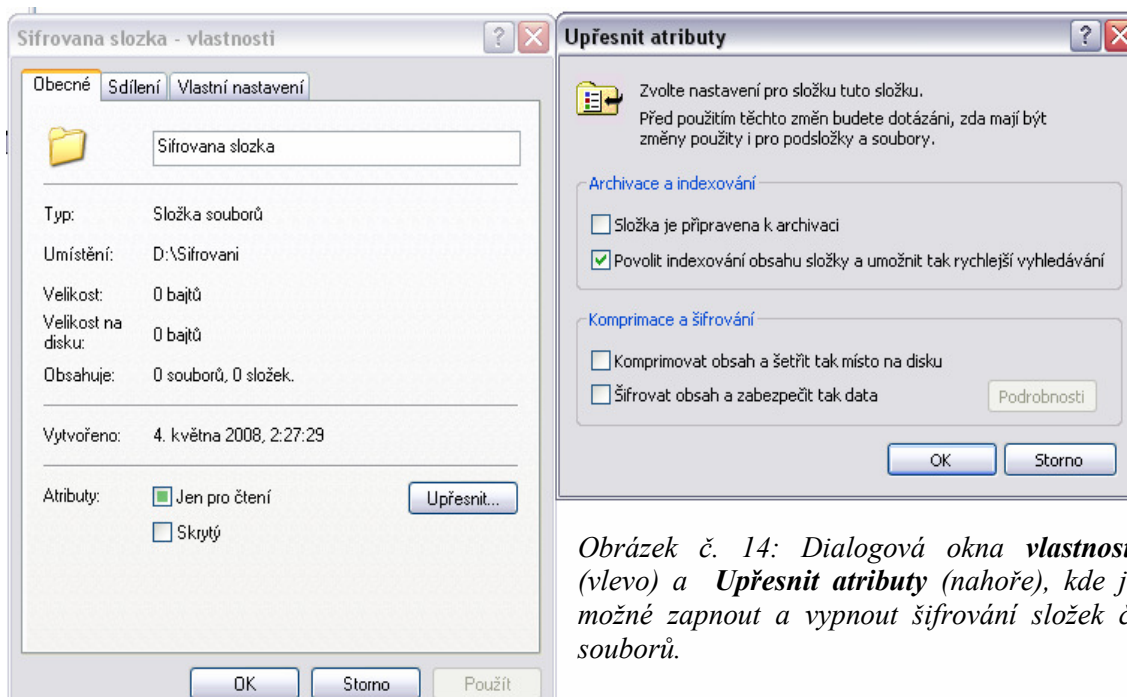 Sifrovana slozka - vlastnosti
Obecné Sdílení Vlastní nastavení
Sifrovana slozka
Typ: Složka souborů
Umístění: D:\Sifrovani
Velikost: 0 bajtů
Velikost na disku: 0 bajtů
Obsahuje: 0 souborů, 0 složek.
Vytvořeno: 4. května 2008, 2:27:29
Atributy: Jen pro čtení Upřesnit...
Skrytý
OK Storno Použít
Upřesnit atributy
Zvolte nastavení pro složku tuto složku.
Před použitím těchto změn budete dotázáni, zda mají být
změny použity i pro podsložky a soubory.
Archivace a indexování
Složka je připravena k archivaci
Povolit indexování obsahu složky a umožnit tak rychlejší vyhledávání
Komprimace a šifrování
Komprimovat obsah a šetřit tak místo na disku
Šifrovat obsah a zabezpečit tak data Podrobnosti
OK Storno
Obrázek č. 14: Dialogová okna vlastnost
(vlevo) a Upřesnit atributy (nahoře), kde j
možné zapnout a vypnout šifrování složek č
souborů.